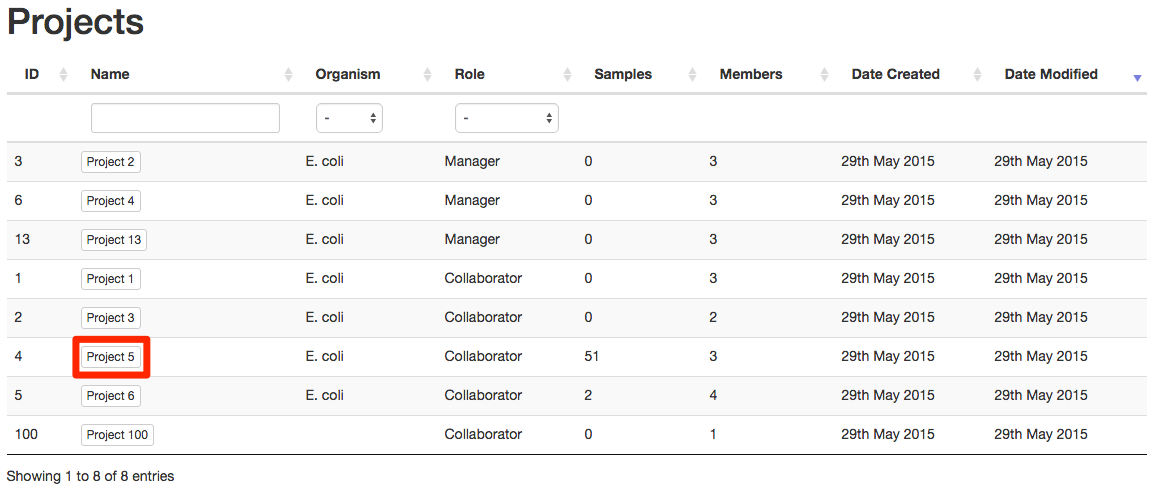 Projects
ID Name Organism Role Samples Members Date Created Date Modified
- -
3 Project 2 E. coli Manager 0 3 29th May 2015 29th May 2015
6 Project 4 E. coli Manager 0 3 29th May 2015 29th May 2015
13 Project 13 E. coli Manager 0 3 29th May 2015 29th May 2015
1 Project 1 E. coli Collaborator 0 3 29th May 2015 29th May 2015
2 Project 3 E. coli Collaborator 0 2 29th May 2015 29th May 2015
4 Project 5 E. coli Collaborator 51 3 29th May 2015 29th May 2015
5 Project 6 E. coli Collaborator 2 4 29th May 2015 29th May 2015
100 Project 100 Collaborator 0 1 29th May 2015 29th May 2015
Showing 1 to 8 of 8 entries